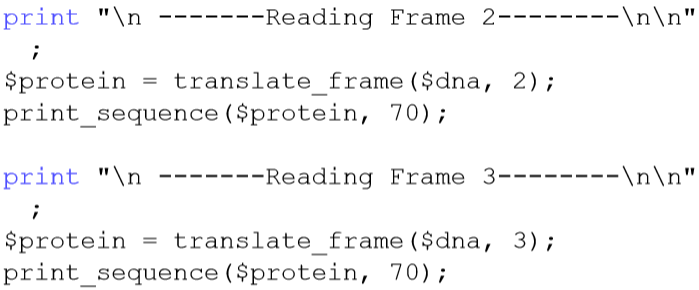 print "\n -------Reading Frame 2--------\n\n"
;
$protein = translate_frame($dna, 2);
print_sequence($protein, 70);
print "\n -------Reading Frame 3--------\n\n"
;
$protein = translate_frame($dna, 3);
print_sequence($protein, 70);